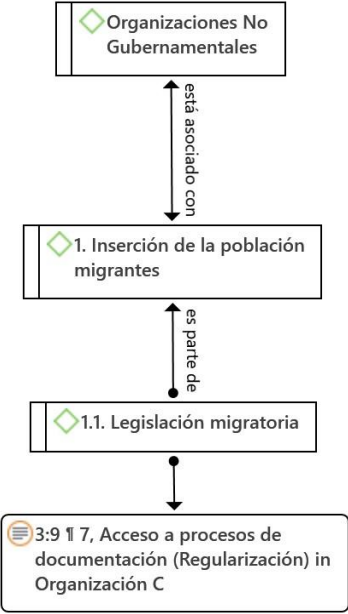 Organizaciones No
Gubernamentales
está asociado con
1. Inserción de la población
migrantes
es parte de
1.1. Legislación migratoria
3:9 ¶ 7, Acceso a procesos de
documentación (Regularización) in
Organización C